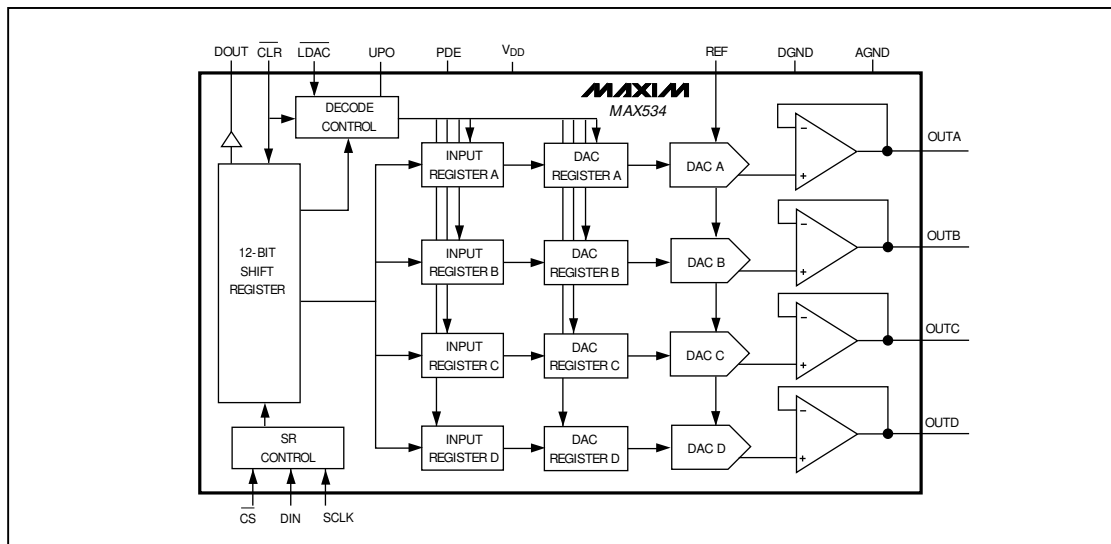 DOUT CLR LDAC UPO PDE VDD REF DGND AGND
MAXIM
MAX534
DECODE
CONTROL
INPUT
REGISTER A
DAC
REGISTER A
DAC A
OUTA
12-BIT
SHIFT
REGISTER
INPUT
REGISTER B
DAC
REGISTER B
DAC B
OUTB
INPUT
REGISTER C
DAC
REGISTER C
DAC C
OUTC
INPUT
REGISTER D
DAC
REGISTER D
DAC D
OUTD
SR
CONTROL
CS DIN SCLK